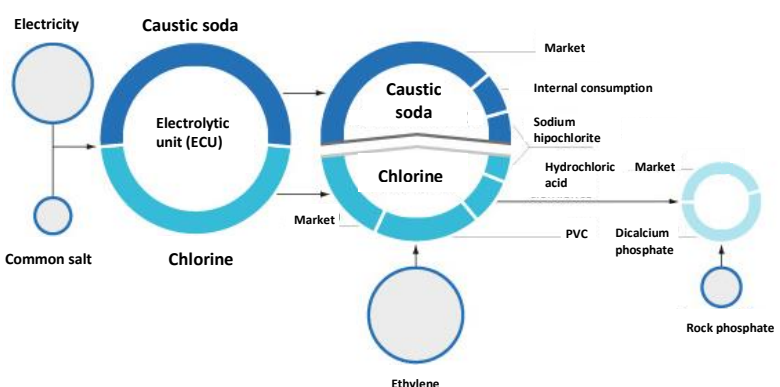 Electricity
Caustic soda
Market
Caustic
soda
Internal consumption
Electrolytic
unit (ECU)
Sodium
hipochlorite
Chlorine
Hydrochloric
acid
Market
Market
Common salt
Chlorine
PVC
Dicalcium
phosphate
Rock phosphate
Ethylene